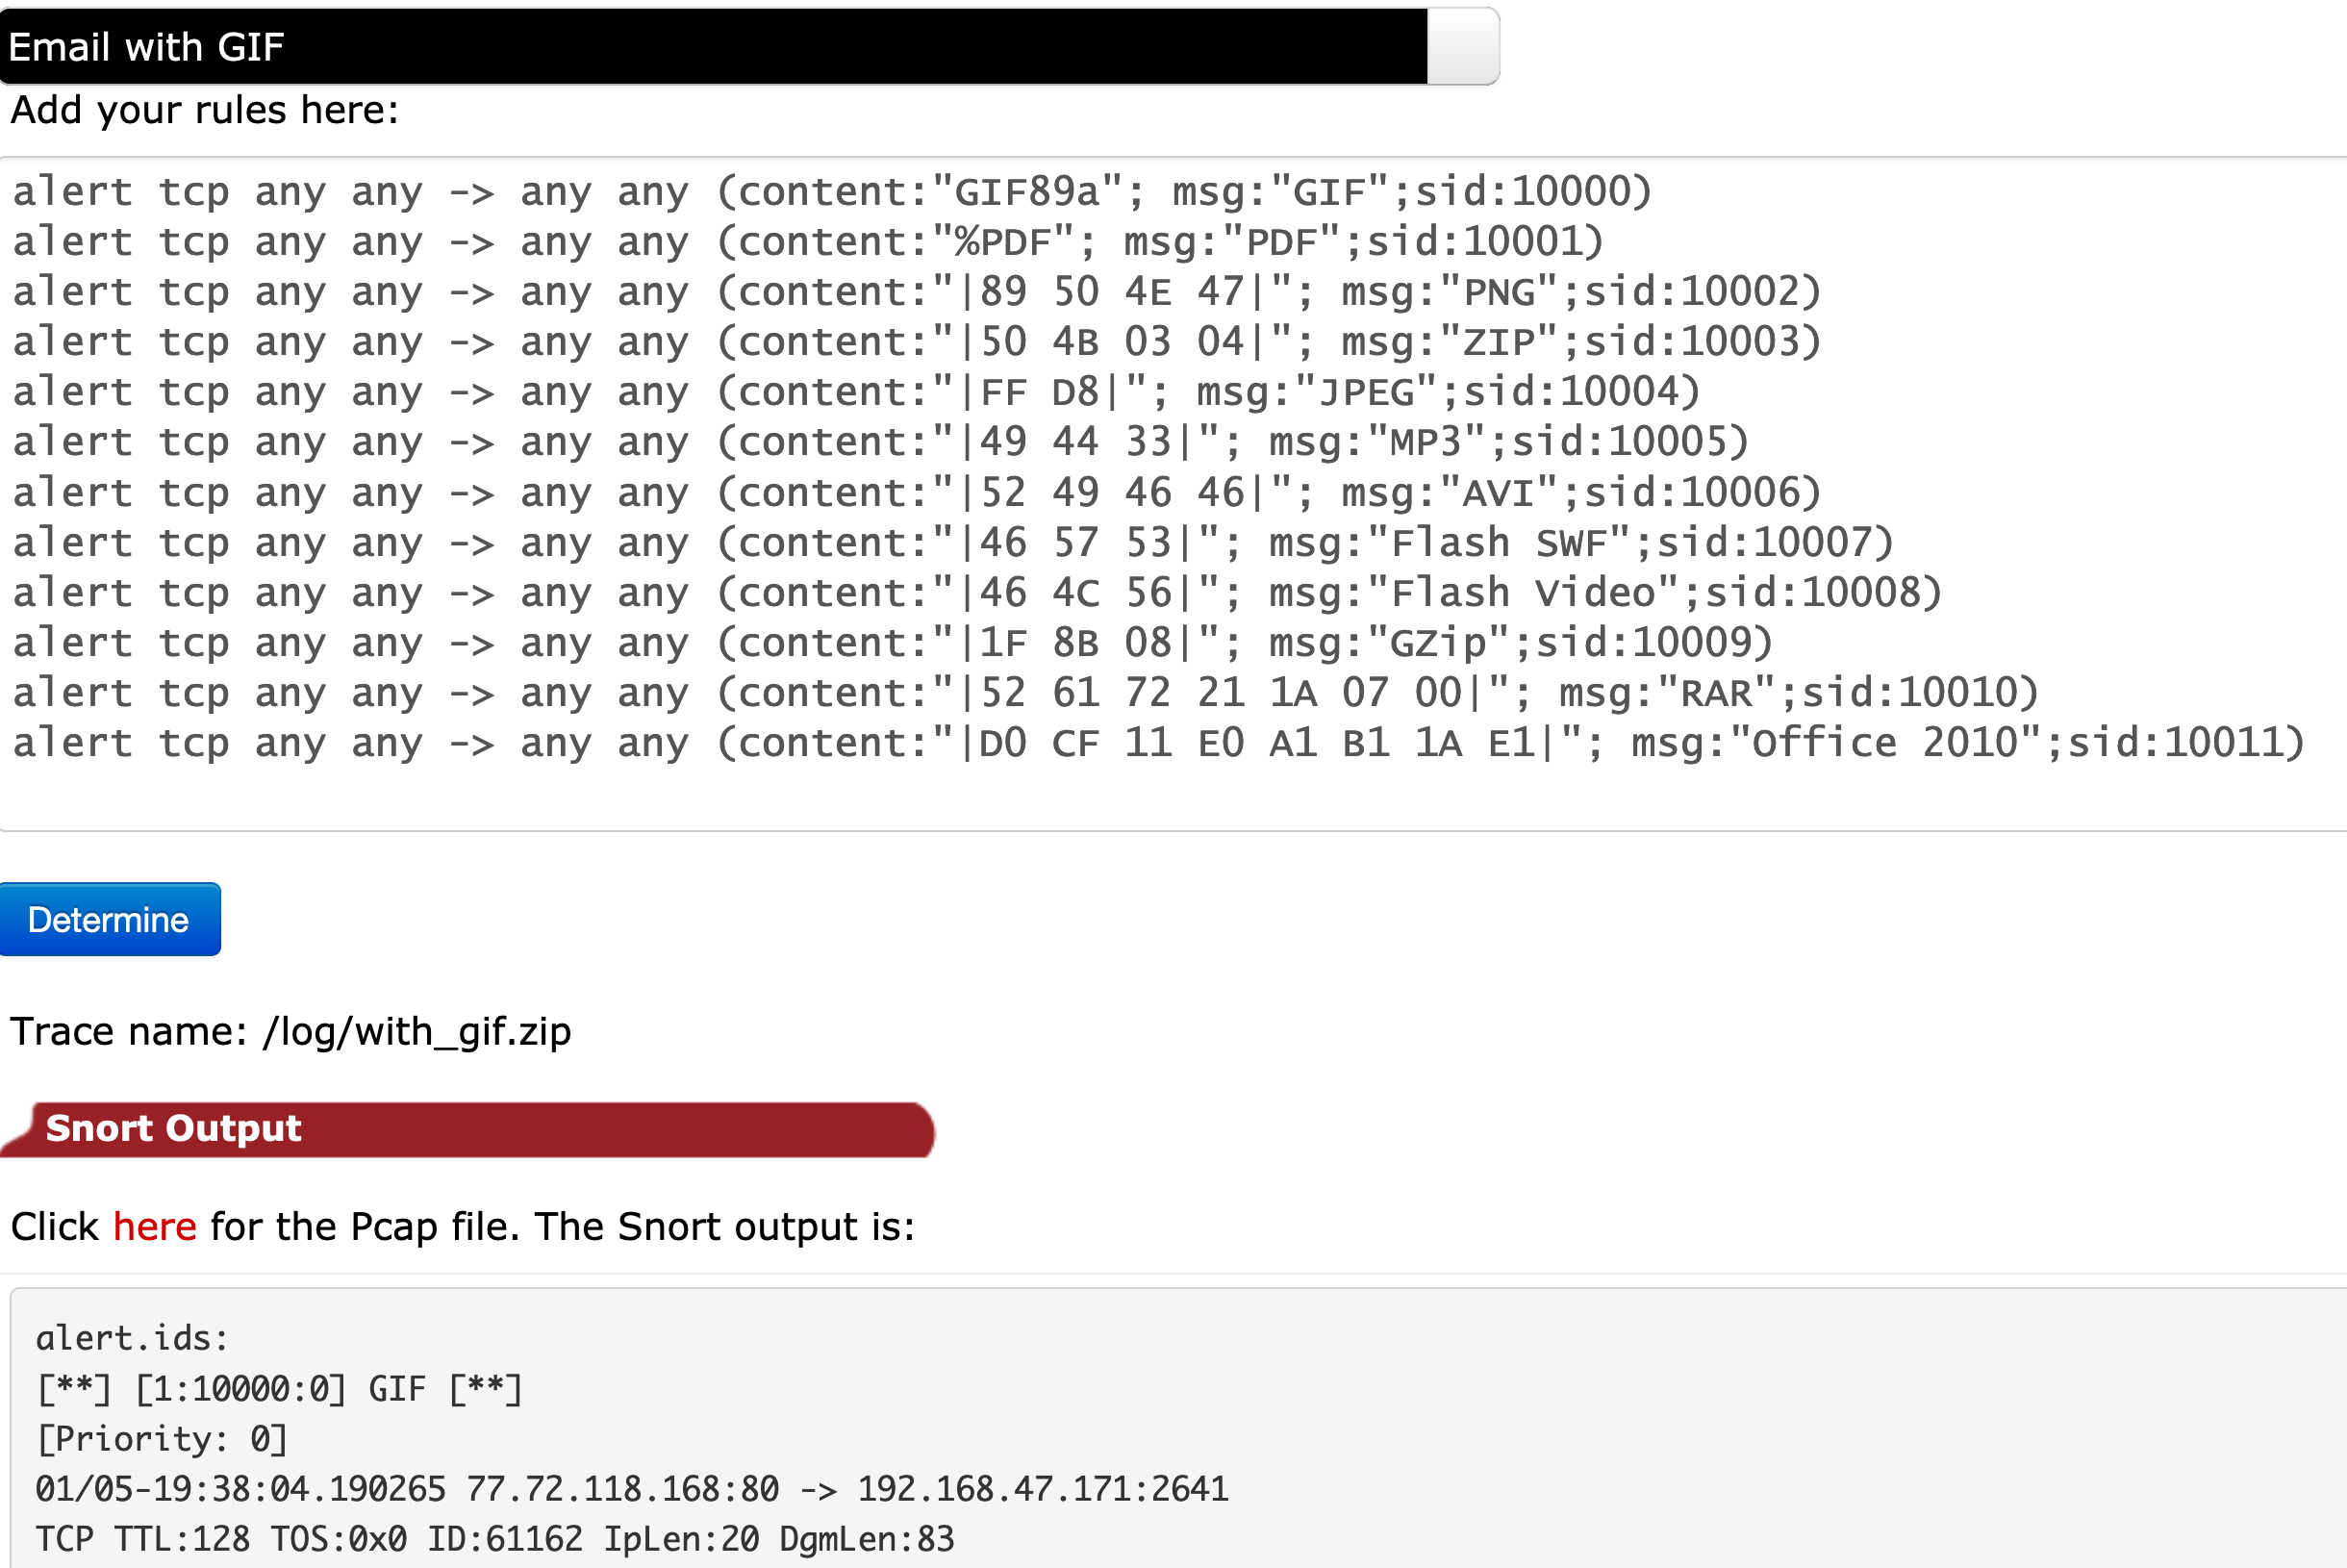 Email with GIF
Add your rules here:
alert tcp any any -> any any (content:"GIF89a"; msg:"GIF";sid:10000)
alert tcp any any -> any any (content:"%PDF"; msg:"PDF";sid:10001)
alert tcp any any -> any any (content:"|89 50 4E 47|"; msg:"PNG";sid:10002)
alert tcp any any -> any any (content:"|50 4B 03 04|"; msg:"ZIP";sid:10003)
alert tcp any any -> any any (content:"|FF D8|"; msg:"JPEG";sid:10004)
alert tcp any any -> any any (content:"|49 44 33|"; msg:"MP3";sid:10005)
alert tcp any any -> any any (content:"|52 49 46 46|"; msg:"AVI";sid:10006)
alert tcp any any -> any any (content:"|46 57 53|"; msg:"Flash SWF";sid:10007)
alert tcp any any -> any any (content:"|46 4C 56|"; msg:"Flash Video";sid:10008)
alert tcp any any -> any any (content:"|1F 8B 08|"; msg:"GZip";sid:10009)
alert tcp any any -> any any (content:"|52 61 72 21 1A 07 00|"; msg:"RAR";sid:10010)
alert tcp any any -> any any (content:"|D0 CF 11 E0 A1 B1 1A E1|"; msg:"Office 2010";sid:10011)
Determine
Trace name: /log/with_gif.zip
Snort Output
Click here for the Pcap file. The Snort output is:
alert.ids:
[**] [1:10000:0] GIF [**]
[Priority: 0]
01/05-19:38:04.190265 77.72.118.168:80 -> 192.168.47.171:2641
TCP TTL:128 TOS:0x0 ID:61162 IpLen:20 DgmLen:83